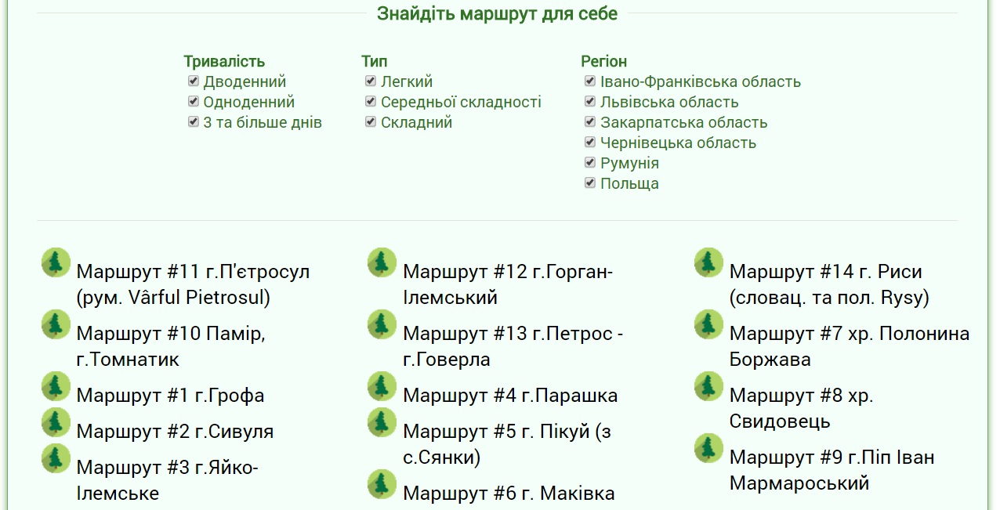 Знайдіть маршрут для себе
Тривалість
Дводенний
Одноденний
3 та більше днів
Тип
Легкий
Середньої складності
Складний
Регіон
Івано-Франківська область
Львівська область
Закарпатська область
Чернівецька область
Румунія
Польща
Маршрут #11 г.П'єтросул
(рум. Vârful Pietrosul)
Маршрут #10 Памір,
г.Томнатик
Маршрут #1 г.Грофа
Маршрут #2 г.Сивуля
Маршрут #3 г.Яйко-
Ілемське
Маршрут #12 г.Горган-
Ілемський
Маршрут #13 г.Петрос -
г.Говерла
Маршрут #4 г.Парашка
Маршрут #5 г. Пікуй (з
с.Сянки)
Маршрут #6 г. Маківка
Маршрут #14 г. Риси
(словац. та пол. Rysy)
Маршрут #7 хр. Полонина
Боржава
Маршрут #8 хр.
Свидовець
Маршрут #9 г.Піп Іван
Мармароський